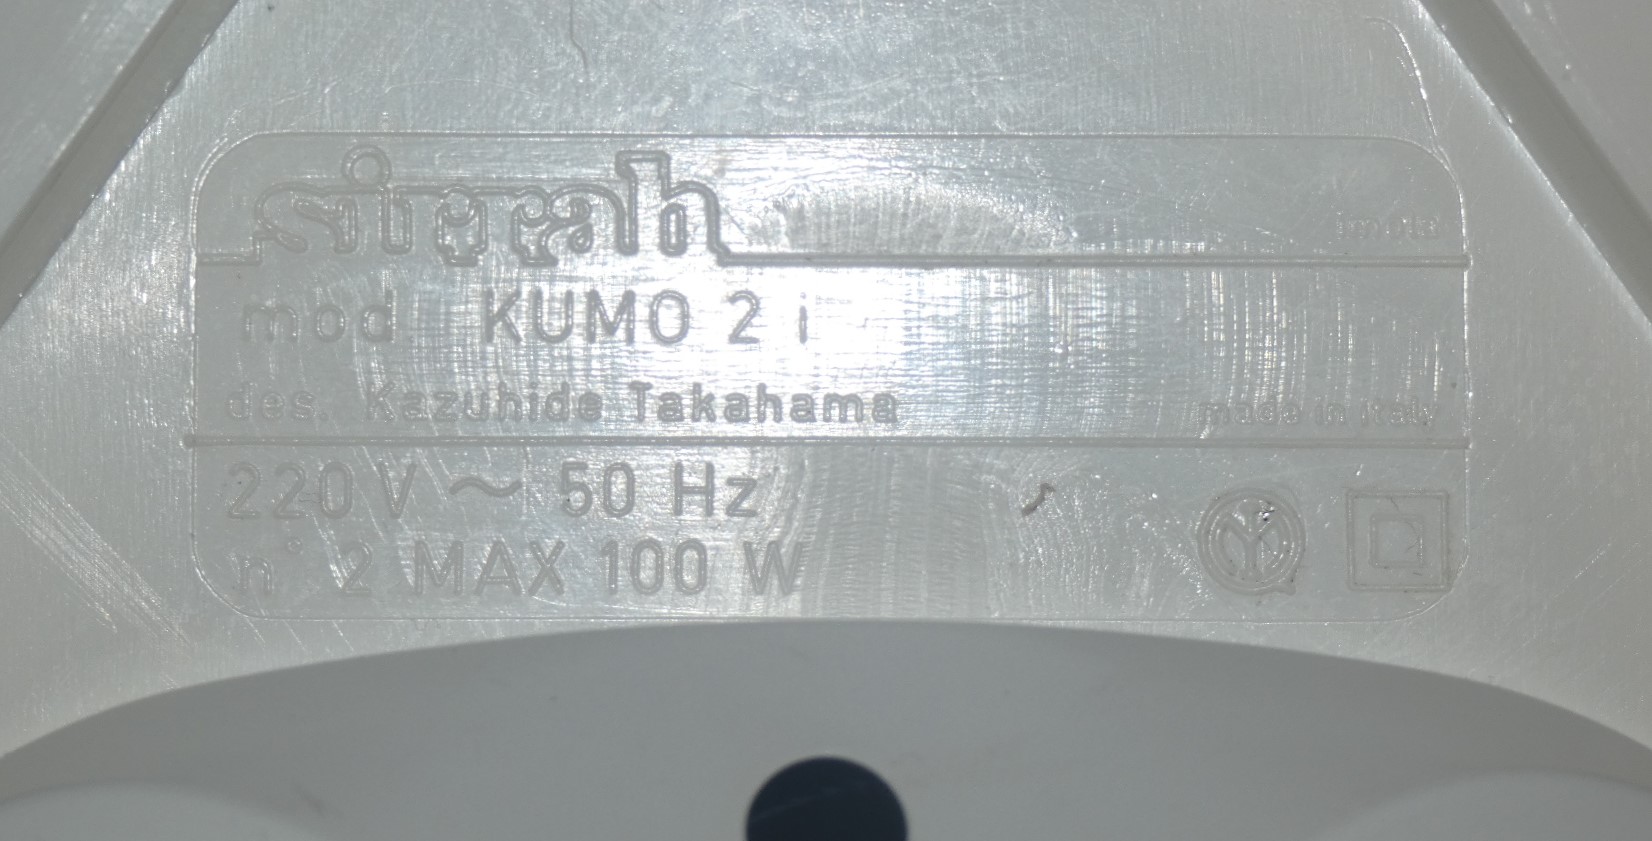 sirrah imola
mod. KUMO 2 i
des. Kazuhide Takahama made in italy
220 V ~ 50 Hz
n° 2 MAX 100 W